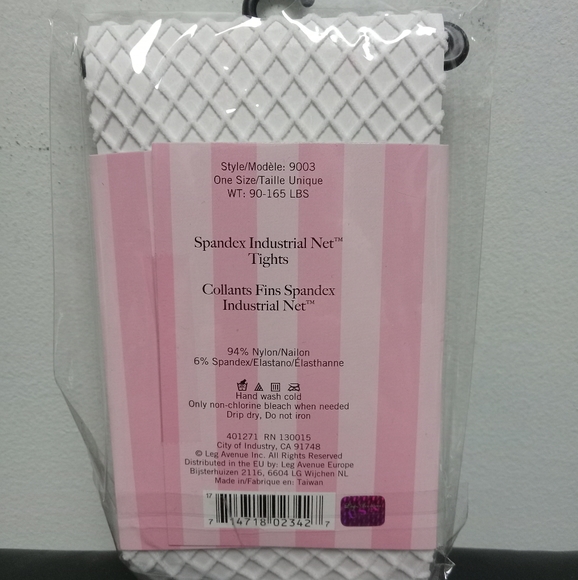 Style/Modèle: 9003
One Size/Taille Unique
WT: 90-165 LBS
Spandex Industrial Net™
Tights
Collants Fins Spandex
Industrial Net™
94% Nylon/Nailon
6% Spandex/Elastano/Élasthanne
Hand wash cold
Only non-chlorine bleach when needed
Drip dry, Do not iron
401271 RN 130015
City of Industry, CA 91748
© Leg Avenue Inc. All Rights Reserved
Distributed in the EU by: Leg Avenue Europe
Bijsterhuizen 2116, 6604 LG Wijchen NL
Made in/Fabrique en: Taiwan
17
7 14718 02342 7